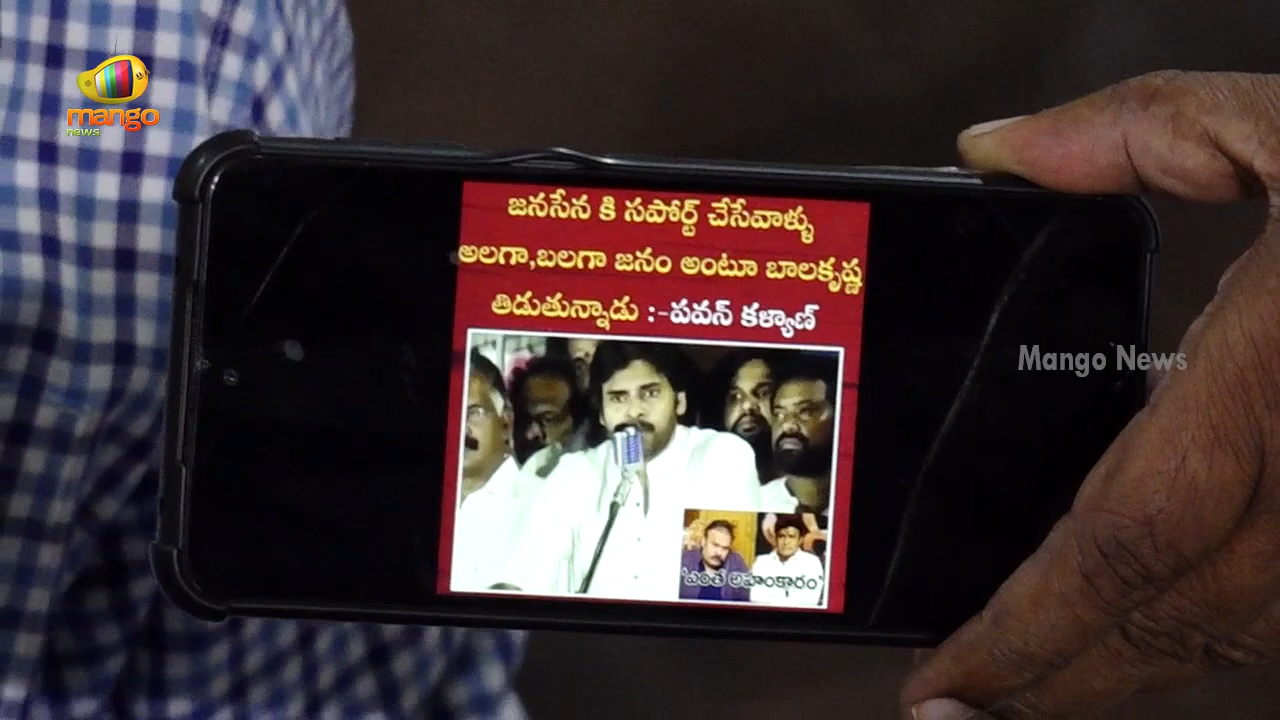 mango
news
జనసేన కి సపోర్ట్ చేసేవాళ్ళు
అలగా,బలగా జనం అంటూ బాలకృష్ణ
తిడుతున్నాడు :-పవన్ కళ్యాణ్
Mango News
'ఎంత అహంకారం'